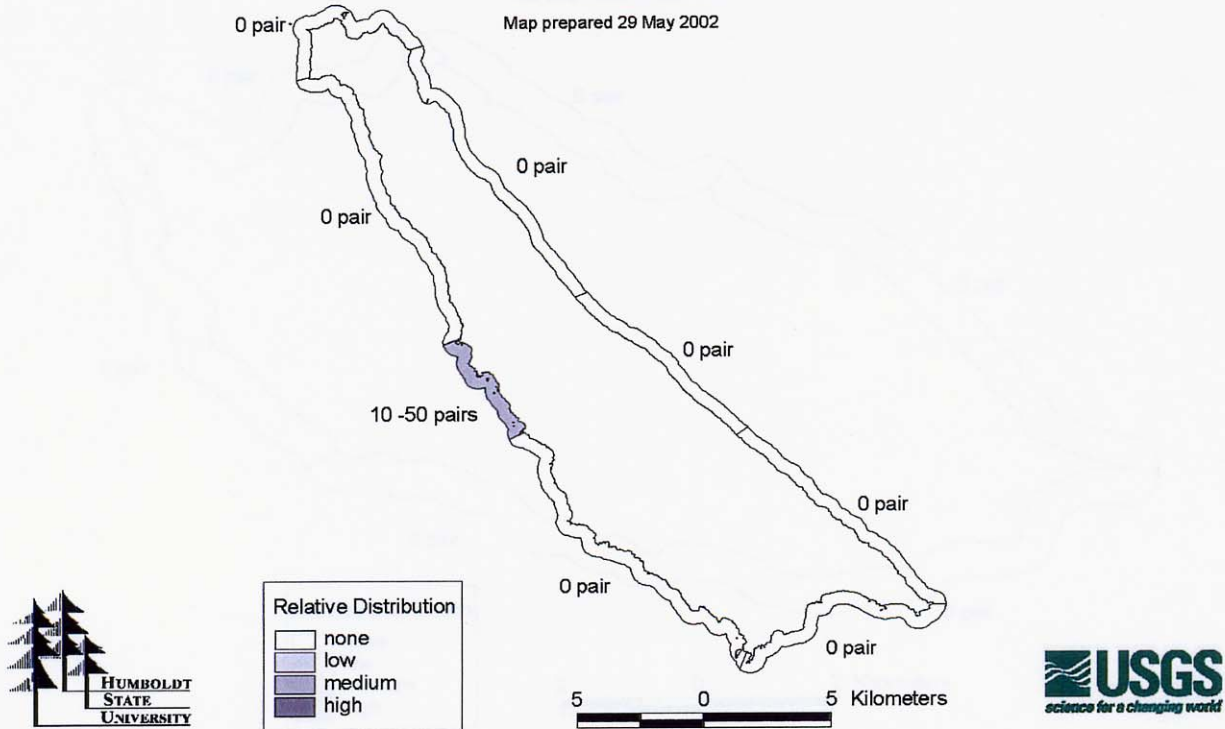 0 pair
Map prepared 29 May 2002
0 pair
0 pair
0 pair
10 -50 pairs
0 pair
0 pair
0 pair
Relative Distribution
none
low
medium
high
5 0 5 Kilometers
HUMBOLDT
STATE
UNIVERSITY
USGS
science for a changing world